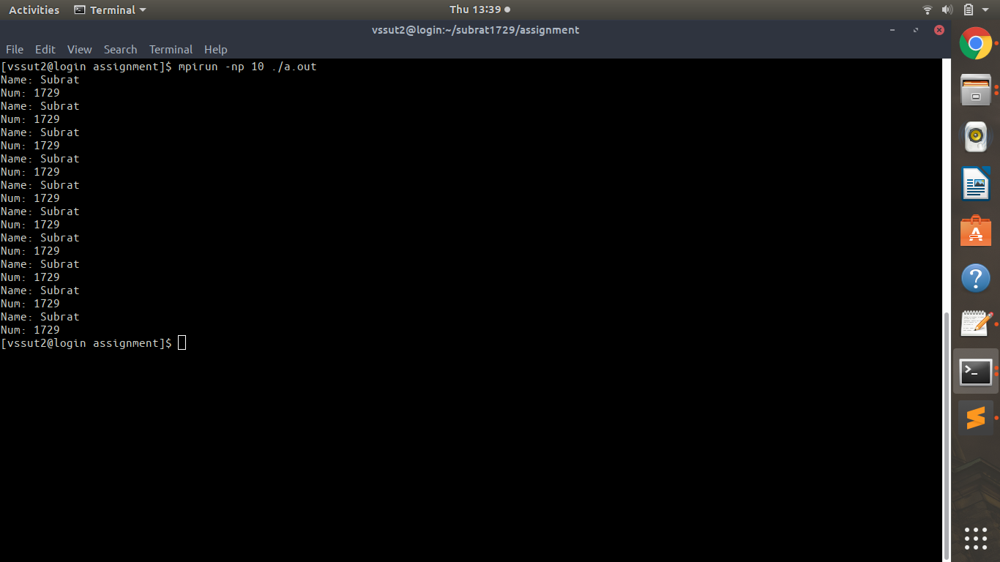 Activities Terminal Thu 13:39
vssut2@login:~/subrat1729/assignment
File Edit View Search Terminal Help
[vssut2@login assignment]$ mpirun -np 10 ./a.out
Name: Subrat
Num: 1729
Name: Subrat
Num: 1729
Name: Subrat
Num: 1729
Name: Subrat
Num: 1729
Name: Subrat
Num: 1729
Name: Subrat
Num: 1729
Name: Subrat
Num: 1729
Name: Subrat
Num: 1729
Name: Subrat
Num: 1729
Name: Subrat
Num: 1729
[vssut2@login assignment]$